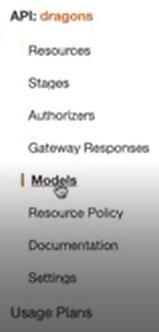 API: dragons
Resources
Stages
Authorizers
Gateway Responses
Models
Resource Policy
Documentation
Settings
Usage Plans